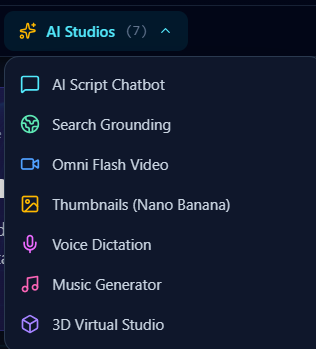 AI Studios (7)
AI Script Chatbot
Search Grounding
Omni Flash Video
Thumbnails (Nano Banana)
Voice Dictation
Music Generator
3D Virtual Studio